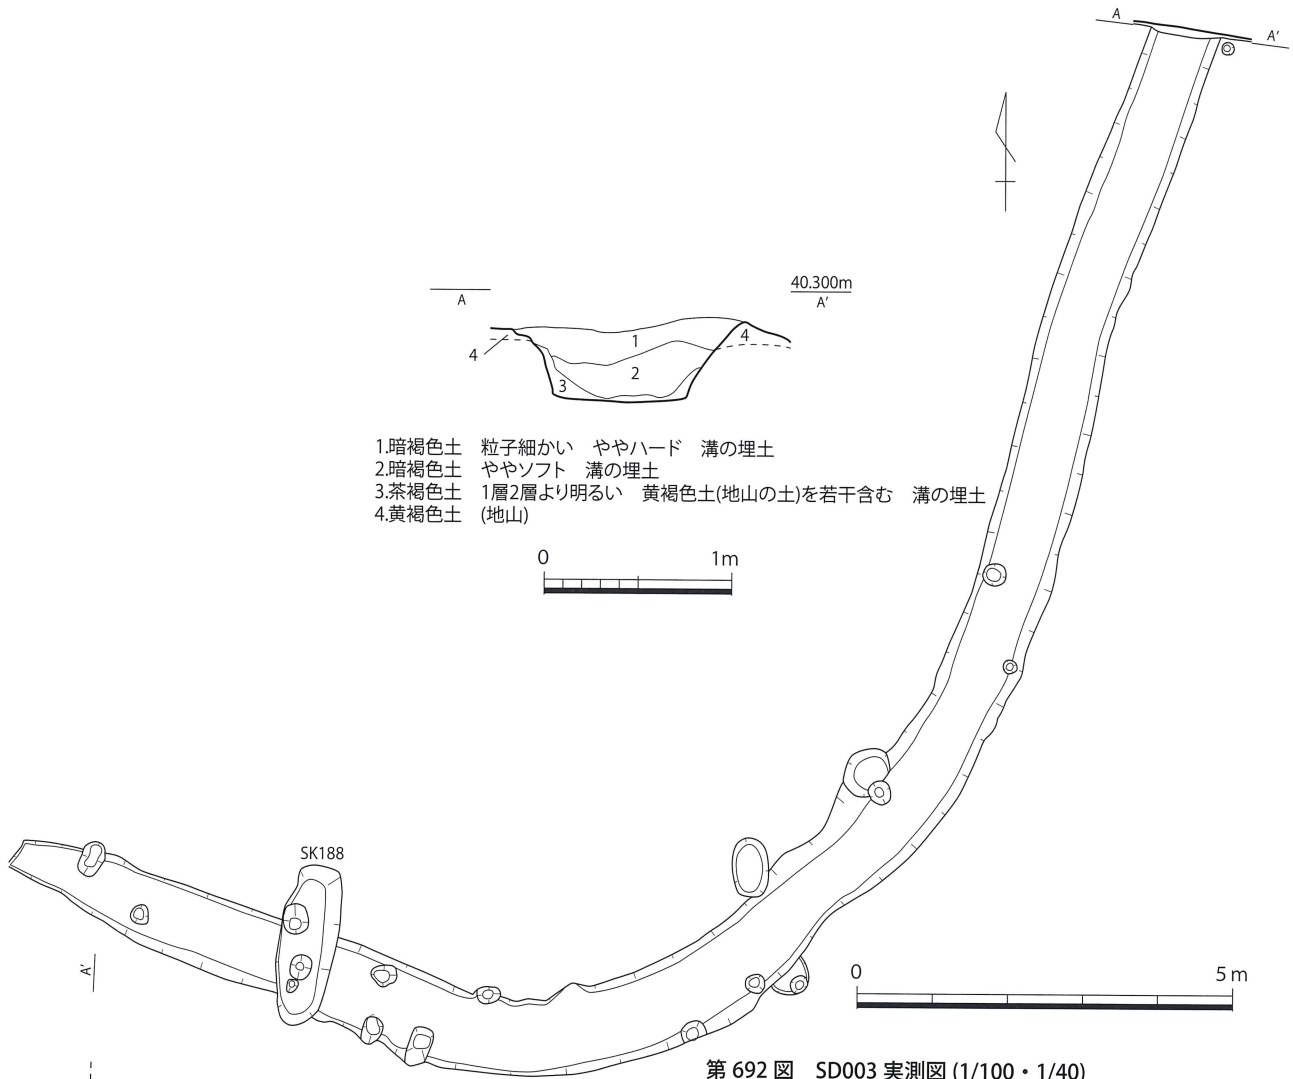 A
A'
40.300m
A
A'
4
1
4
2
3
1.暗褐色土 粒子細かい ややハード 溝の埋土
2.暗褐色土 ややソフト 溝の埋土
3.茶褐色土 1層2層より明るい 黄褐色土(地山の土)を若干含む 溝の埋土
4.黄褐色土 (地山)
0 1m
SK188
A'
0 5m
第 692 図 SD003 実測図 (1/100・1/40)